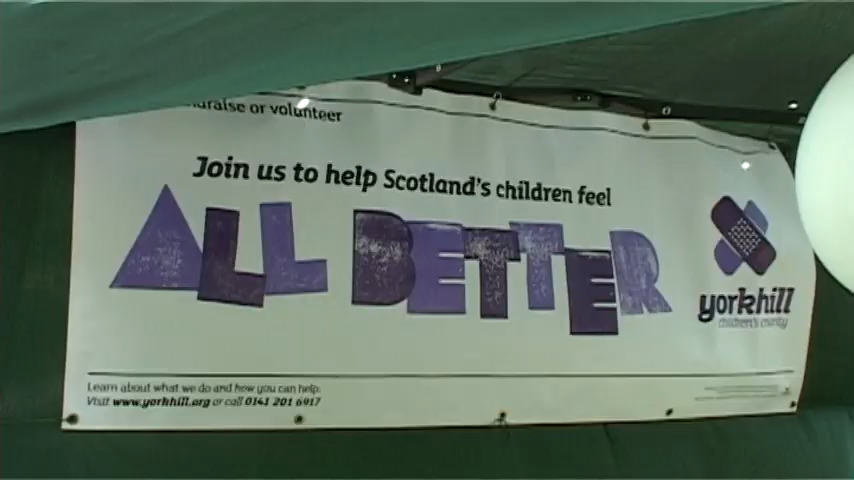 or volunteer
Join us to help Scotland's children feel
ALL BETTER
yorkhill
children's charity
Learn about what we do and how you can help.
Visit www.yorkhill.org or call 0141 201 6917